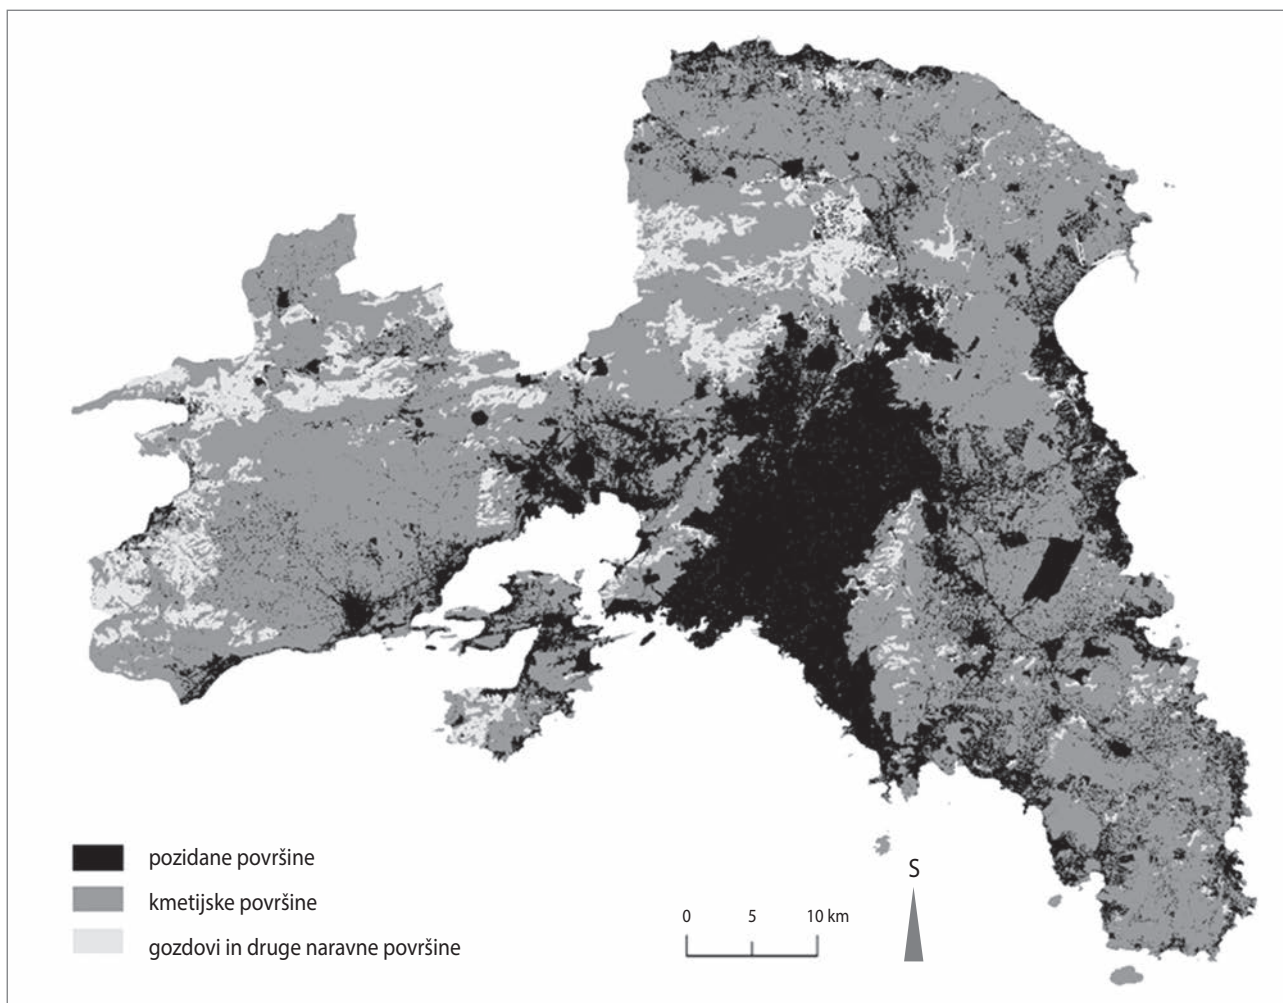 pozidane površine
kmetijske površine
gozdovi in druge naravne površine
0 5 10 km
S